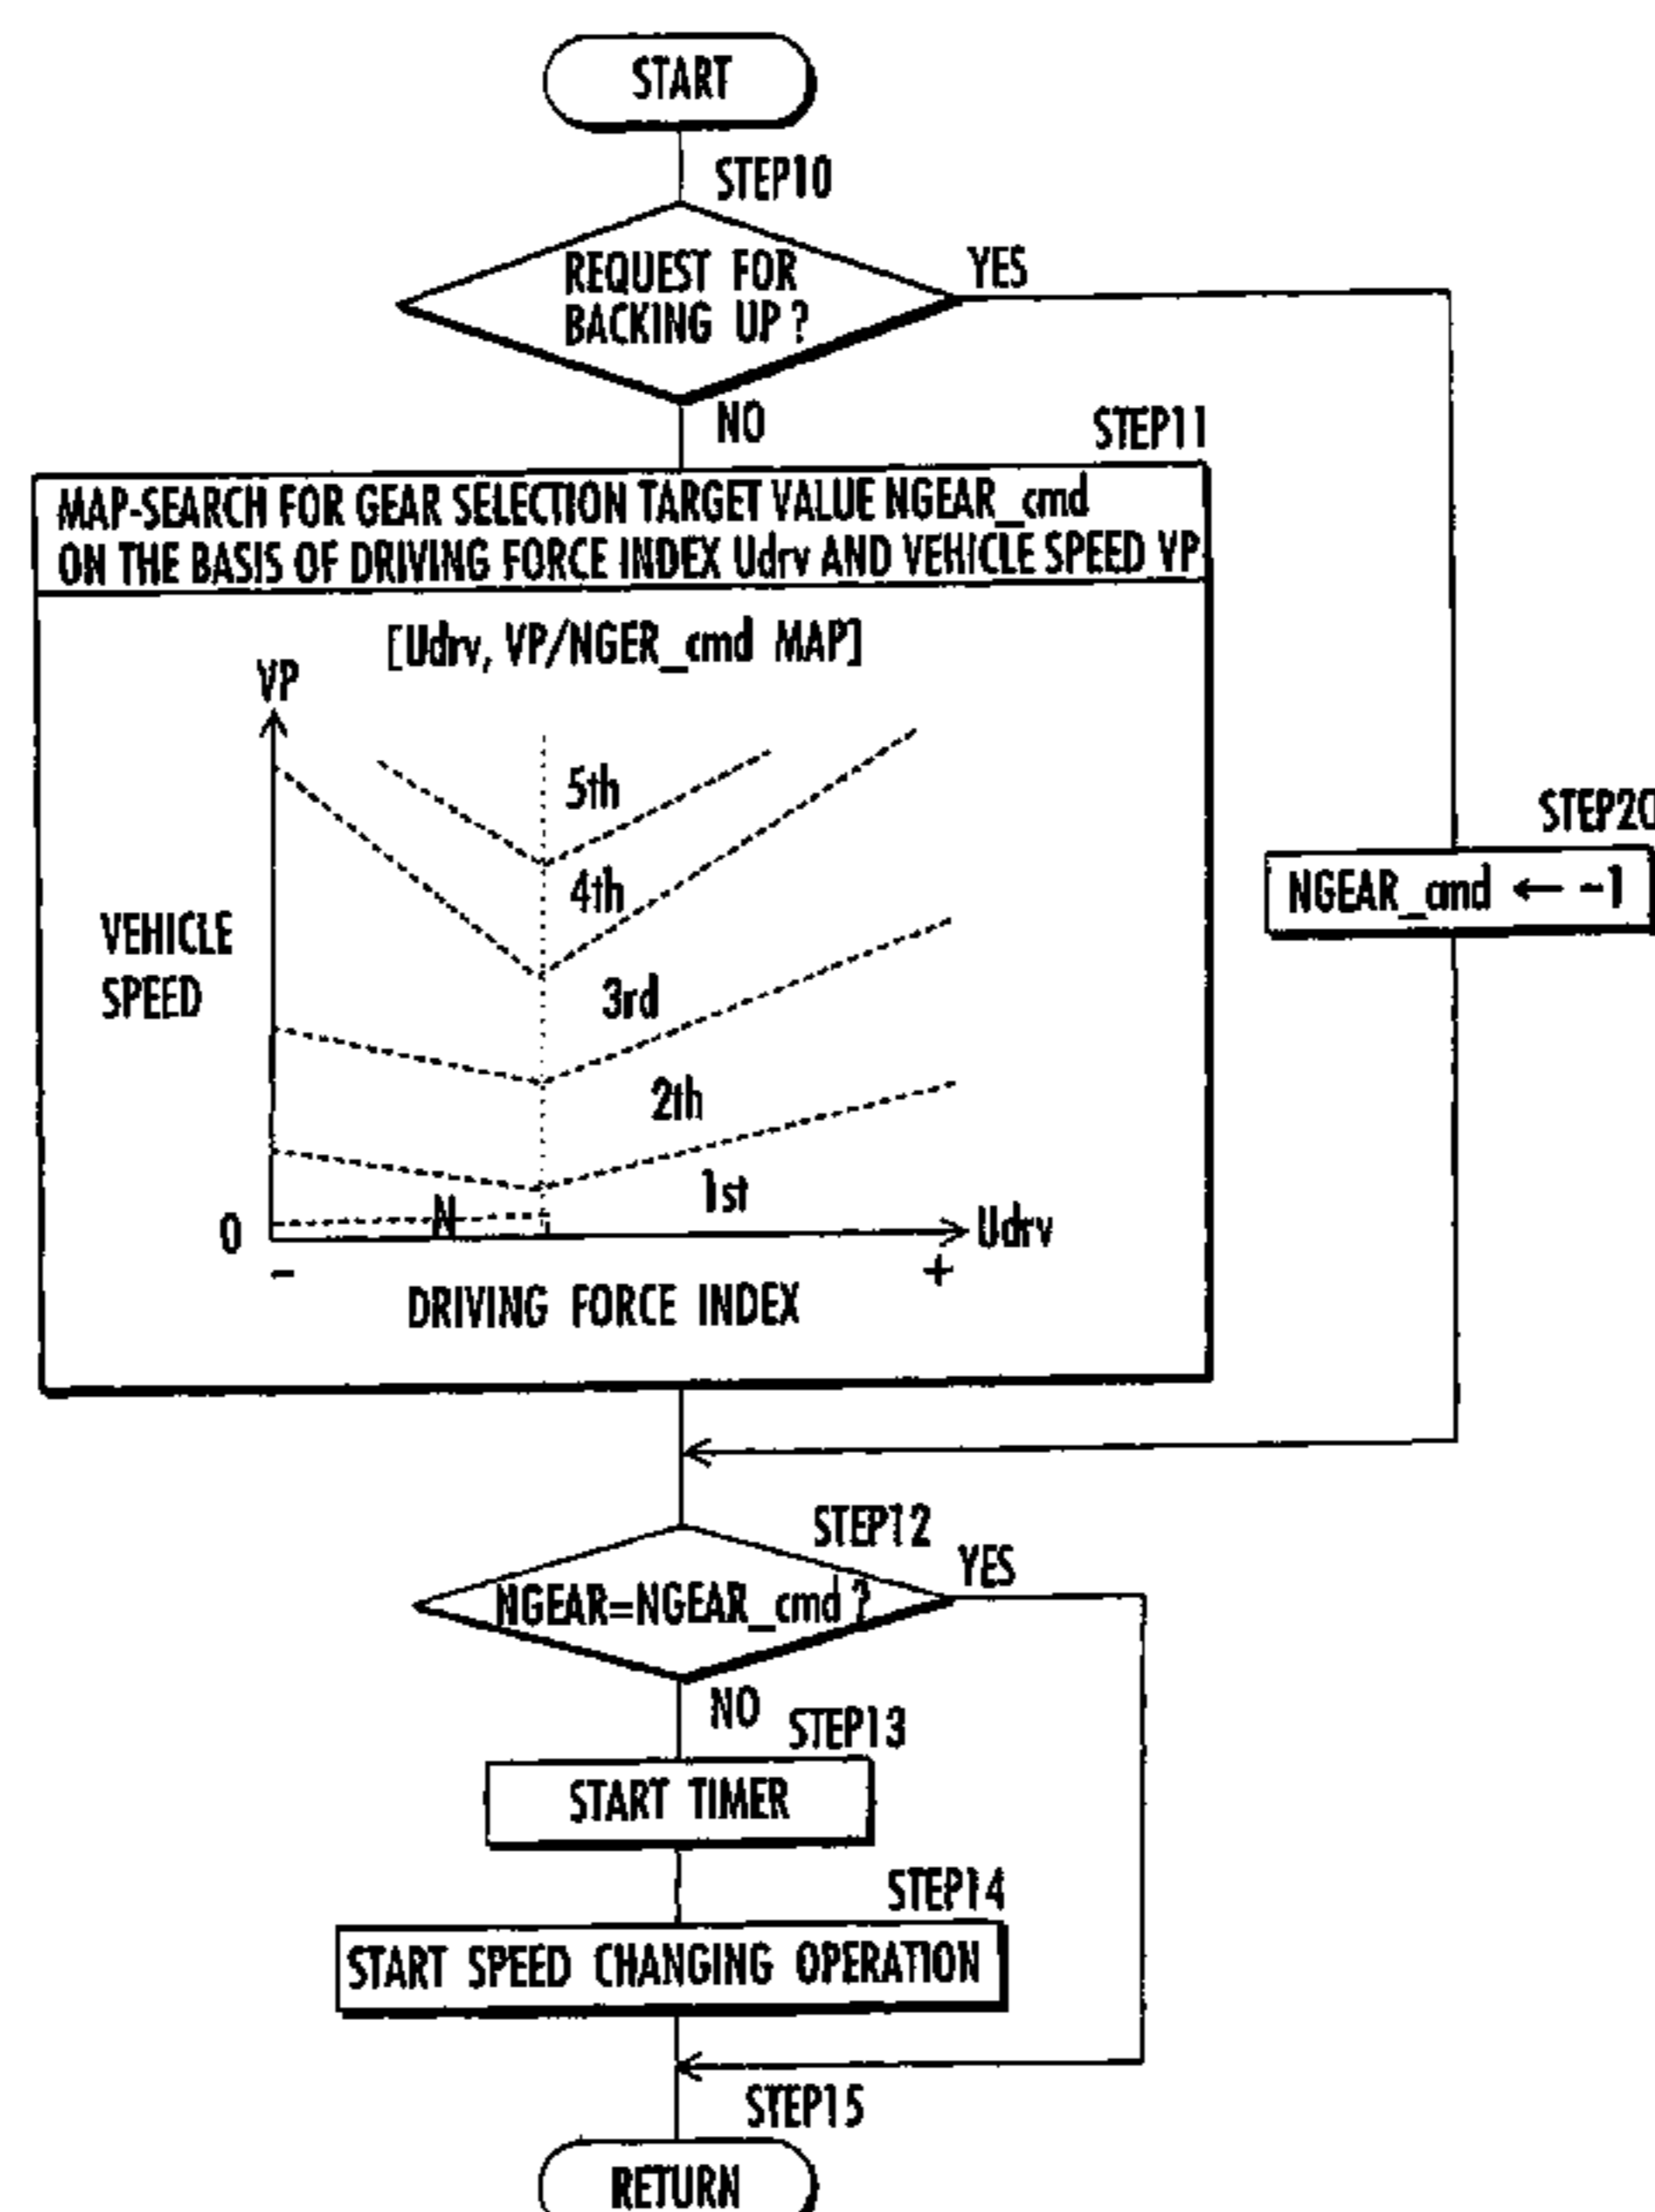 START
STEP10
REQUEST FOR
BACKING UP?
YES
NO
STEP11
MAP-SEARCH FOR GEAR SELECTION TARGET VALUE NGEAR_cmd
ON THE BASIS OF DRIVING FORCE INDEX Udrv AND VEHICLE SPEED VP
[Udrv, VP/NGER_cmd MAP]
VP
5th
4th
VEHICLE
SPEED
3rd
2th
1st
N
0
Udrv
-
+
DRIVING FORCE INDEX
STEP20
NGEAR_cmd ← -1
STEP12
NGEAR=NGEAR_cmd?
YES
NO
STEP13
START TIMER
STEP14
START SPEED CHANGING OPERATION
STEP15
RETURN